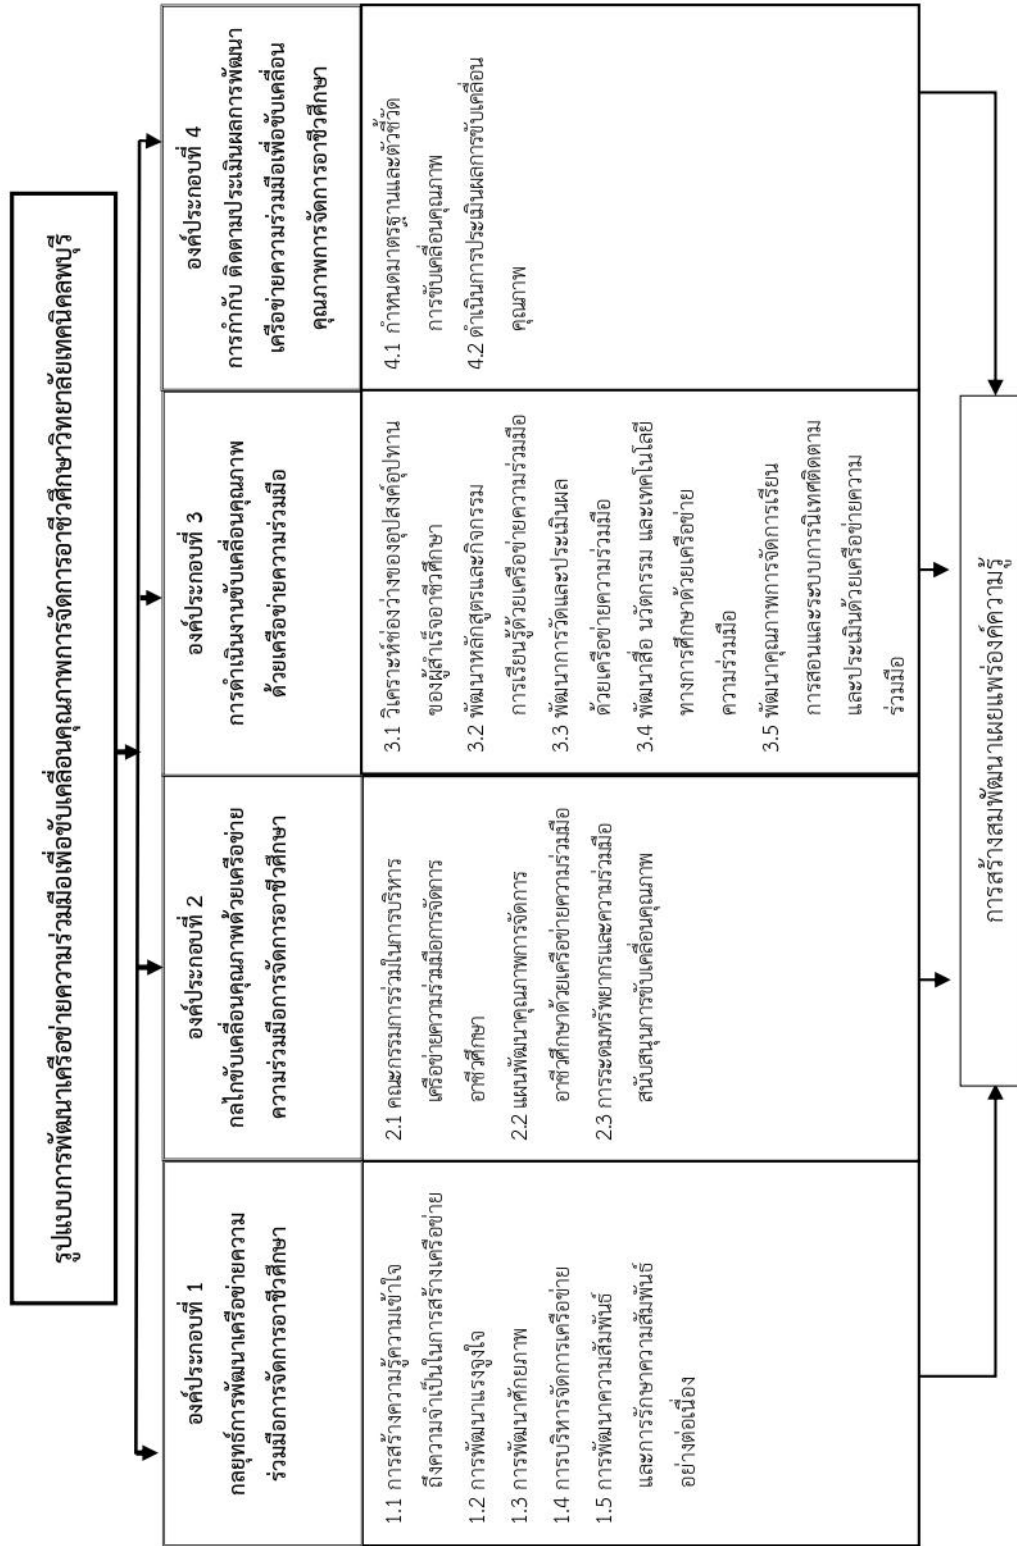 รูปแบบการพัฒนาเครือข่ายความร่วมมือเพื่อขับเคลื่อนคุณภาพการจัดการอาชีวศึกษาวิทยาลัยเทคนิคลพบุรี
องค์ประกอบที่ 1
กลยุทธ์การพัฒนาเครือข่ายความ
ร่วมมือการจัดการอาชีวศึกษา
1.1 การสร้างความรู้ความเข้าใจ
ถึงความจำเป็นในการสร้างเครือข่าย
1.2 การพัฒนาแรงจูงใจ
1.3 การพัฒนาศักยภาพ
1.4 การบริหารจัดการเครือข่าย
1.5 การพัฒนาความสัมพันธ์
และการรักษาความสัมพันธ์
อย่างต่อเนื่อง
องค์ประกอบที่ 2
กลไกขับเคลื่อนคุณภาพด้วยเครือข่าย
ความร่วมมือการจัดการอาชีวศึกษา
2.1 คณะกรรมการร่วมในการบริหาร
เครือข่ายความร่วมมือการจัดการ
อาชีวศึกษา
2.2 แผนพัฒนาคุณภาพการจัดการ
อาชีวศึกษาด้วยเครือข่ายความร่วมมือ
2.3 การระดมทรัพยากรและความร่วมมือ
สนับสนุนการขับเคลื่อนคุณภาพ
องค์ประกอบที่ 3
การดำเนินงานขับเคลื่อนคุณภาพ
ด้วยเครือข่ายความร่วมมือ
3.1 วิเคราะห์ช่องว่างของอุปสงค์อุปทาน
ของผู้สำเร็จอาชีวศึกษา
3.2 พัฒนาหลักสูตรและกิจกรรม
การเรียนรู้ด้วยเครือข่ายความร่วมมือ
3.3 พัฒนาการวัดและประเมินผล
ด้วยเครือข่ายความร่วมมือ
3.4 พัฒนาสื่อ นวัตกรรม และเทคโนโลยี
ทางการศึกษาด้วยเครือข่าย
ความร่วมมือ
3.5 พัฒนาคุณภาพการจัดการเรียน
การสอนและระบบการนิเทศติดตาม
และประเมินด้วยเครือข่ายความ
ร่วมมือ
องค์ประกอบที่ 4
การกำกับ ติดตามประเมินผลการพัฒนา
เครือข่ายความร่วมมือเพื่อขับเคลื่อน
คุณภาพการจัดการอาชีวศึกษา
4.1 กำหนดมาตรฐานและตัวชี้วัด
การขับเคลื่อนคุณภาพ
4.2 ดำเนินการประเมินผลการขับเคลื่อน
คุณภาพ
การสร้างสมพัฒนาเผยแพร่องค์ความรู้